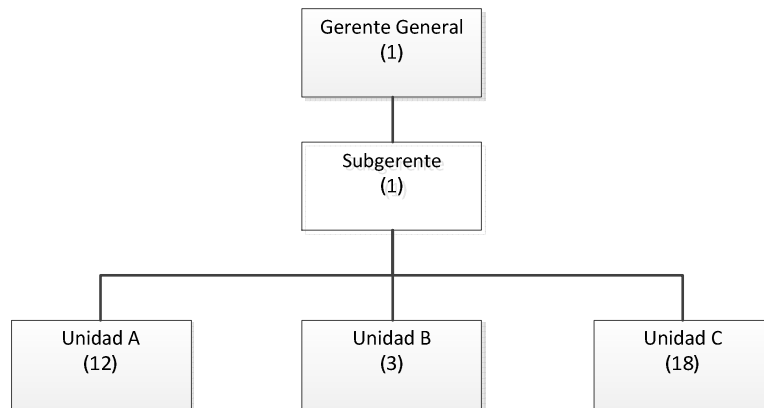 Gerente General
(1)
Subgerente
(1)
Unidad A
(12)
Unidad B
(3)
Unidad C
(18)